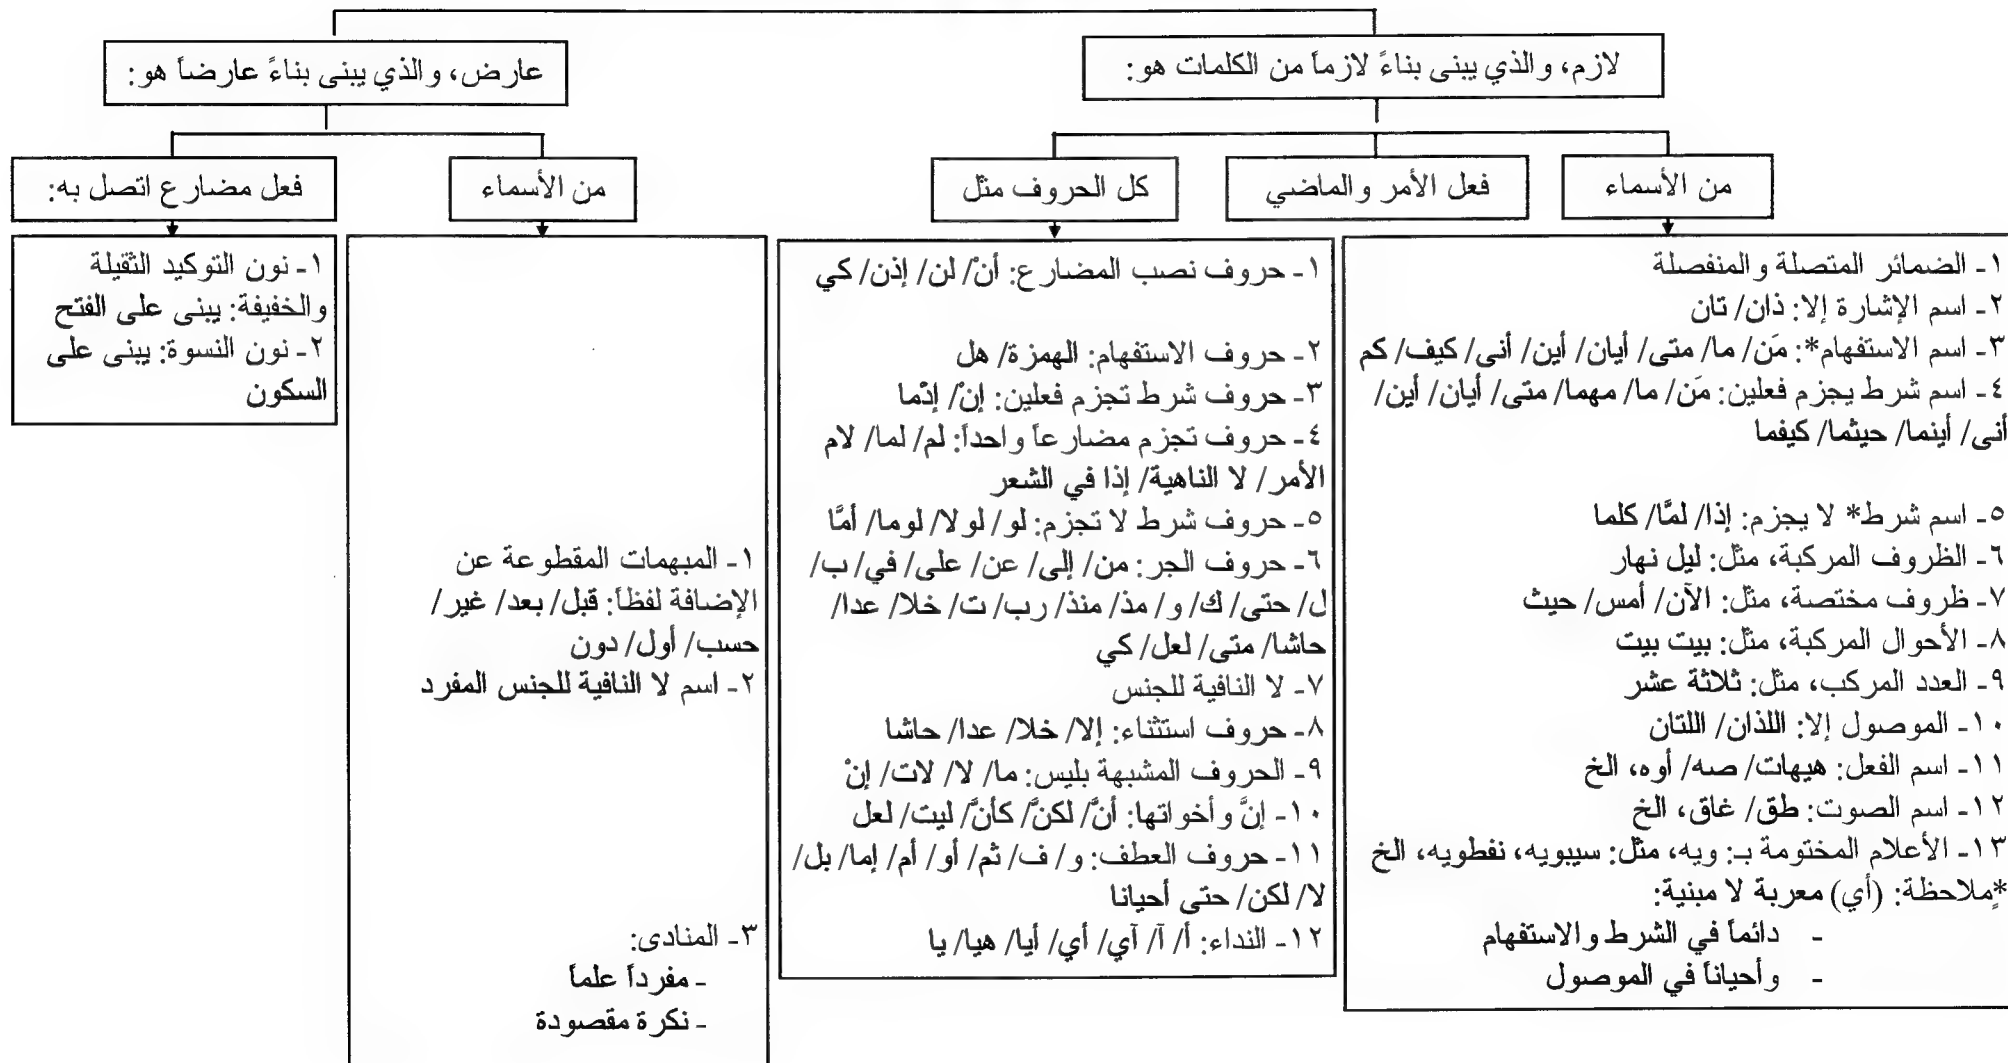 لازم، والذي يبنى بناءً لازماً من الكلمات هو:
عارض، والذي يبنى بناءً عارضاً هو:
من الأسماء
فعل الأمر والماضي
كل الحروف مثل
من الأسماء
فعل مضارع اتصل به:
١- الضمائر المتصلة والمنفصلة
٢- اسم الإشارة إلا: ذان/ تان
٣- اسم الاستفهام*: مَن/ ما/ متى/ أيان/ أين/ أنى/ كيف/ كم
٤- اسم شرط يجزم فعلين: مَن/ ما/ مهما/ متى/ أيان/ أين/
أنى/ أينما/ حيثما/ كيفما
٥- اسم شرط* لا يجزم: إذا/ لمَّا/ كلما
٦- الظروف المركبة، مثل: ليل نهار
٧- ظروف مختصة، مثل: الآن/ أمس/ حيث
٨- الأحوال المركبة، مثل: بيت بيت
٩- العدد المركب، مثل: ثلاثة عشر
١٠- الموصول إلا: اللذان/ اللتان
١١- اسم الفعل: هيهات/ صه/ أوه، الخ
١٢- اسم الصوت: طق/ غاق، الخ
١٣- الأعلام المختومة بـ: ويه، مثل: سيبويه، نفطويه، الخ
*ملاحظة: (أي) معربة لا مبنية:
- دائماً في الشرط والاستفهام
- وأحياناً في الموصول
١- حروف نصب المضارع: أنْ/ لن/ إذن/ كي
٢- حروف الاستفهام: الهمزة/ هل
٣- حروف شرط تجزم فعلين: إنْ/ إذْما
٤- حروف تجزم مضارعاً واحداً: لم/ لما/ لام
الأمر/ لا الناهية/ إذا في الشعر
٥- حروف شرط لا تجزم: لو/ لولا/ لوما/ أمَّا
٦- حروف الجر: من/ إلى/ عن/ على/ في/ ب/
ل/ حتى/ ك/ و/ مذ/ منذ/ رب/ ت/ خلا/ عدا/
حاشا/ متى/ لعل/ كي
٧- لا النافية للجنس
٨- حروف استثناء: إلا/ خلا/ عدا/ حاشا
٩- الحروف المشبهة بليس: ما/ لا/ لات/ إنْ
١٠- إنَّ وأخواتها: أنَّ/ لكنَّ/ كأنَّ/ ليت/ لعل
١١- حروف العطف: و/ ف/ ثم/ أو/ أم/ إما/ بل/
لا/ لكن/ حتى أحيانا
١٢- النداء: أ/ آ/ آي/ أي/ أيا/ هيا/ يا
١- المبهمات المقطوعة عن
الإضافة لفظاً: قبل/ بعد/ غير/
حسب/ أول/ دون
٢- اسم لا النافية للجنس المفرد
٣- المنادى:
- مفرداً علماً
- نكرة مقصودة
١- نون التوكيد الثقيلة
والخفيفة: يبنى على الفتح
٢- نون النسوة: يبنى على
السكون